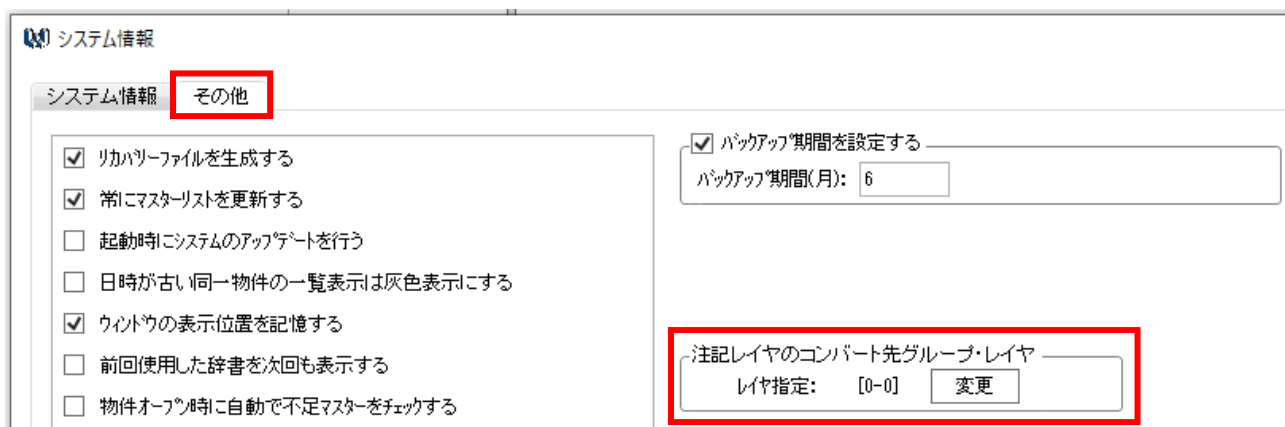 システム情報
システム情報 その他
リカバリーファイルを生成する
常にマスターリストを更新する
起動時にシステムのアップデートを行う
日時が古い同一物件の一覧表示は灰色表示にする
ウィンドウの表示位置を記憶する
前回使用した辞書を次回も表示する
物件オープン時に自動で不足マスターをチェックする
バックアップ期間を設定する
バックアップ期間(月): 6
注記レイヤのコンバート先グループ・レイヤ
レイヤ指定: [0-0] 変更